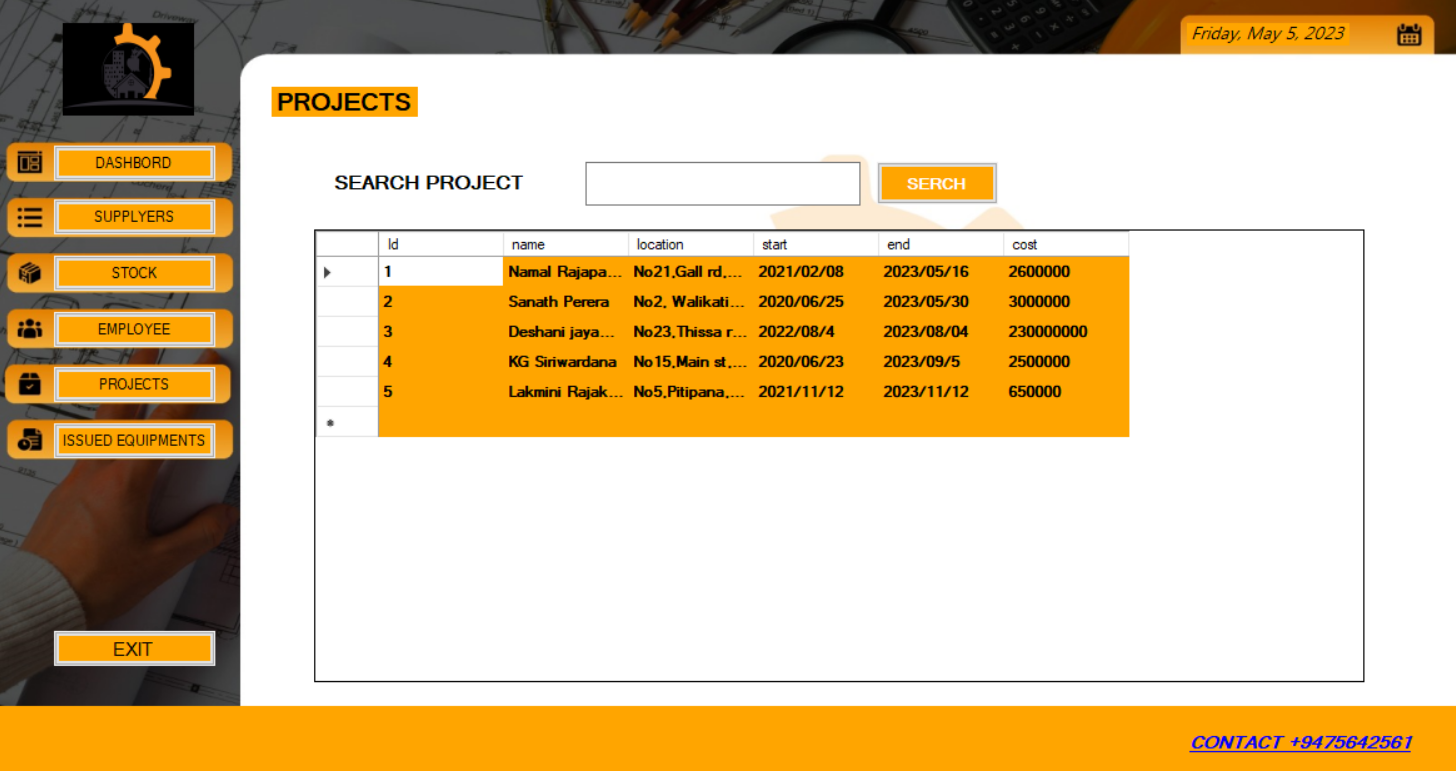 Friday, May 5, 2023
PROJECTS
DASHBORD
SUPPLYERS
STOCK
EMPLOYEE
PROJECTS
ISSUED EQUIPMENTS
EXIT
SEARCH PROJECT SERCH
Id name location start end cost
1 Namal Rajapa... No21,Gall rd,... 2021/02/08 2023/05/16 2600000
2 Sanath Perera No2, Walikati... 2020/06/25 2023/05/30 3000000
3 Deshani jaya... No23,Thissa r... 2022/08/4 2023/08/04 230000000
4 KG Siriwardana No15,Main st,... 2020/06/23 2023/09/5 2500000
5 Lakmini Rajak... No5,Pitipana,... 2021/11/12 2023/11/12 650000
CONTACT +9475642561